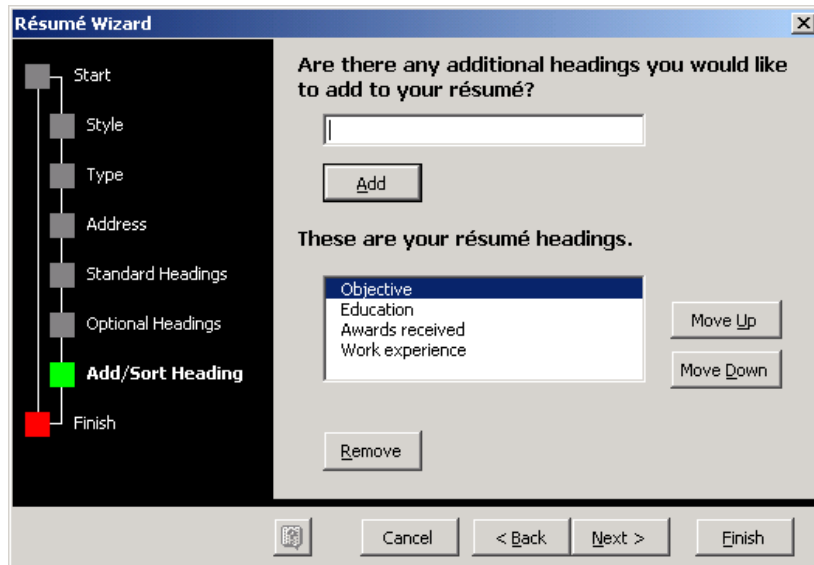 Résumé Wizard
Start
Style
Type
Address
Standard Headings
Optional Headings
Add/Sort Heading
Finish
Are there any additional headings you would like
to add to your résumé?
Add
These are your résumé headings.
Objective
Education
Awards received
Work experience
Move Up
Move Down
Remove
Cancel
< Back
Next >
Finish